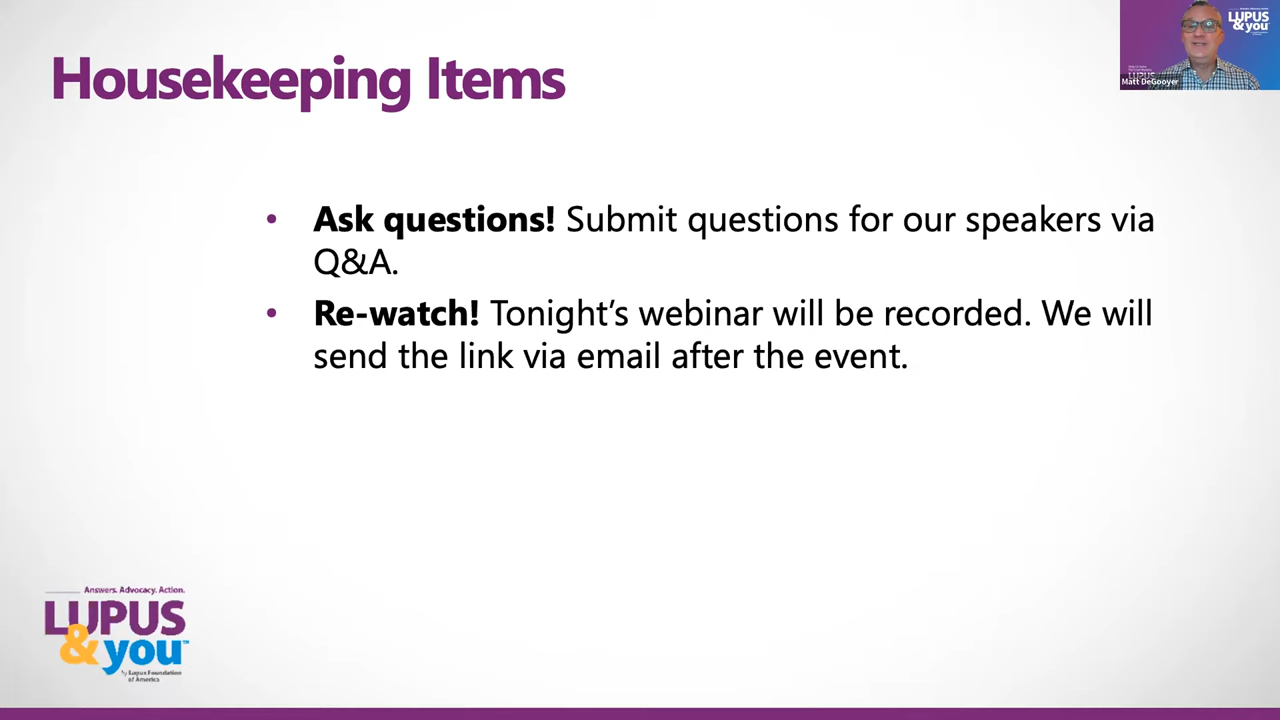 Housekeeping Items
• Ask questions! Submit questions for our speakers via
Q&A.
• Re-watch! Tonight’s webinar will be recorded. We will
send the link via email after the event.
LUPUS
&you
Matt DeGooyer
Answers. Advocacy. Action.
LUPUS
&you™
by Lupus Foundation
of America